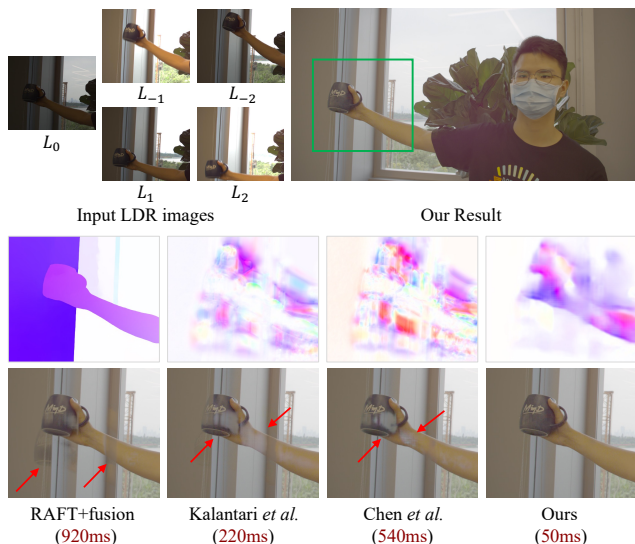 L₋₁
L₋₂
L₀
L₁
L₂
Input LDR images
Our Result
RAFT+fusion
Kalantari et al.
Chen et al.
Ours
(920ms)
(220ms)
(540ms)
(50ms)